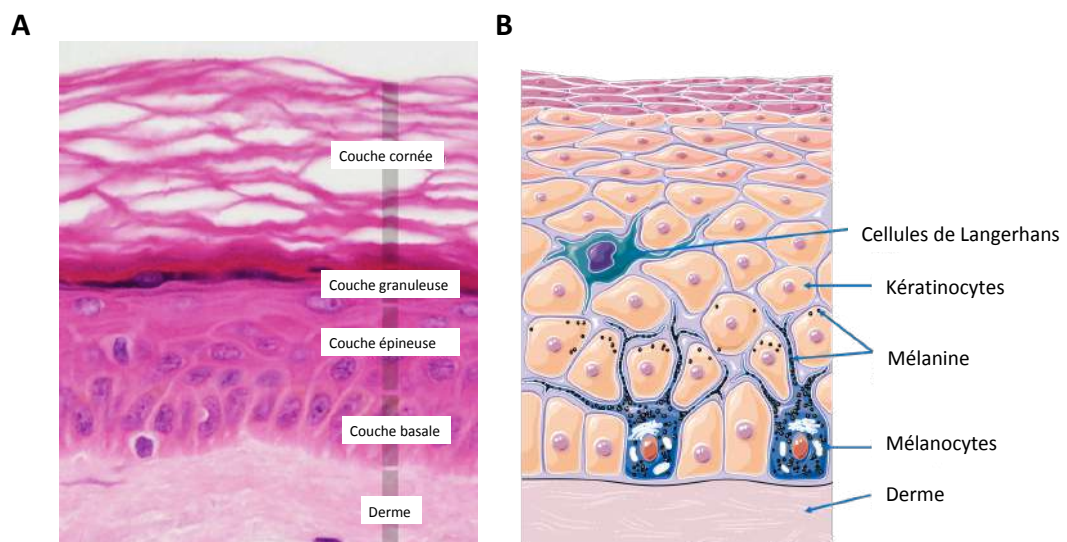 A
B
Couche cornée
Couche granuleuse
Couche épineuse
Couche basale
Derme
Cellules de Langerhans
Kératinocytes
Mélanine
Mélanocytes
Derme